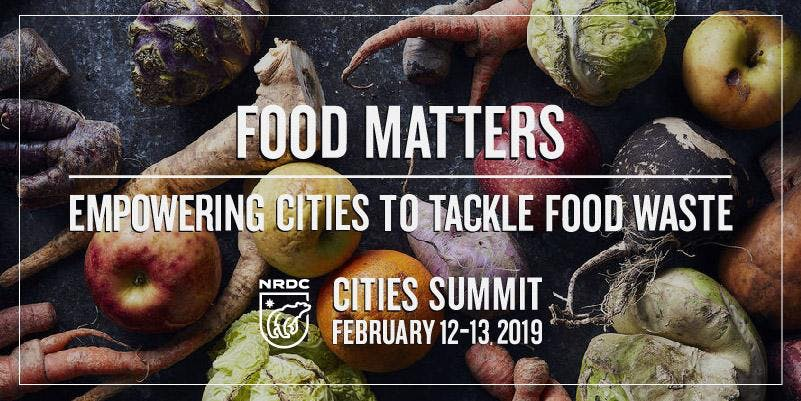 FOOD MATTERS
EMPOWERING CITIES TO TACKLE FOOD WASTE
NRDC
CITIES SUMMIT
FEBRUARY 12-13, 2019